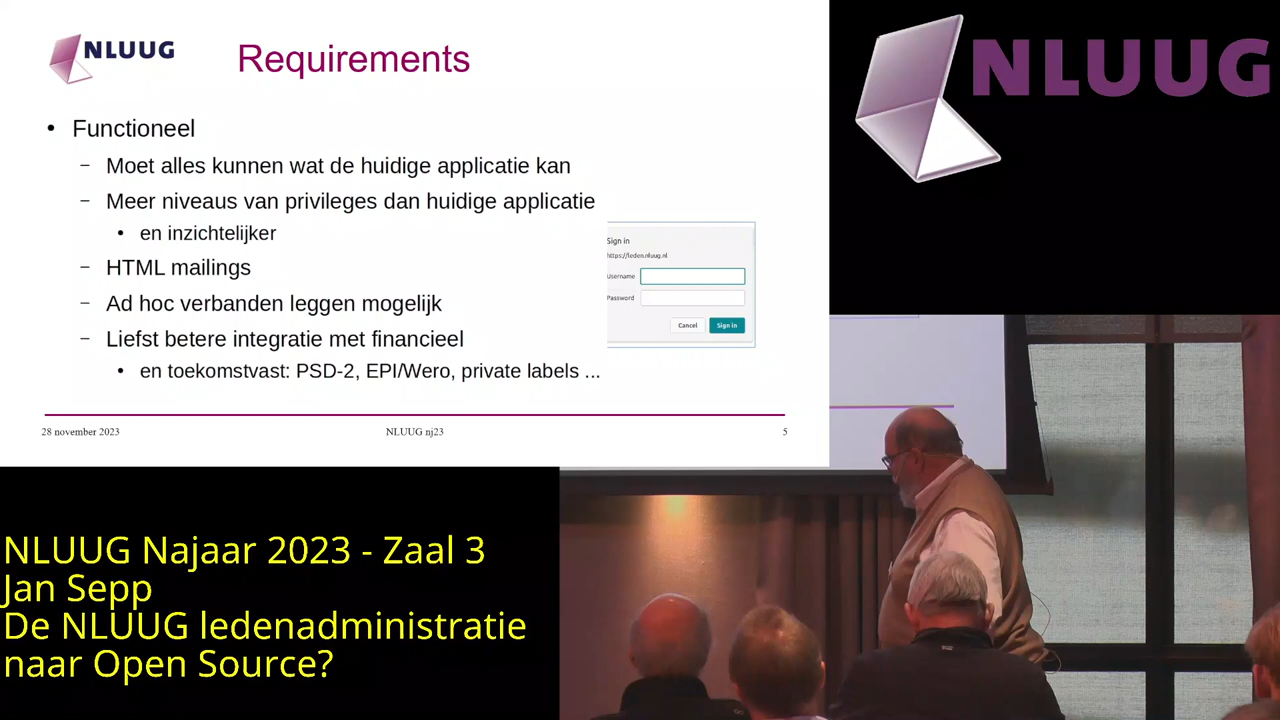 NLUUG
Requirements
• Functioneel
– Moet alles kunnen wat de huidige applicatie kan
– Meer niveaus van privileges dan huidige applicatie
• en inzichtelijker
– HTML mailings
– Ad hoc verbanden leggen mogelijk
– Liefst betere integratie met financieel
• en toekomstvast: PSD-2, EPI/Wero, private labels ...
Sign in
https://leden.nluug.nl
Username
Password
Cancel Sign in
28 november 2023 NLUUG nj23 5
NLUUG
NLUUG Najaar 2023 - Zaal 3
Jan Sepp
De NLUUG ledenadministratie
naar Open Source?